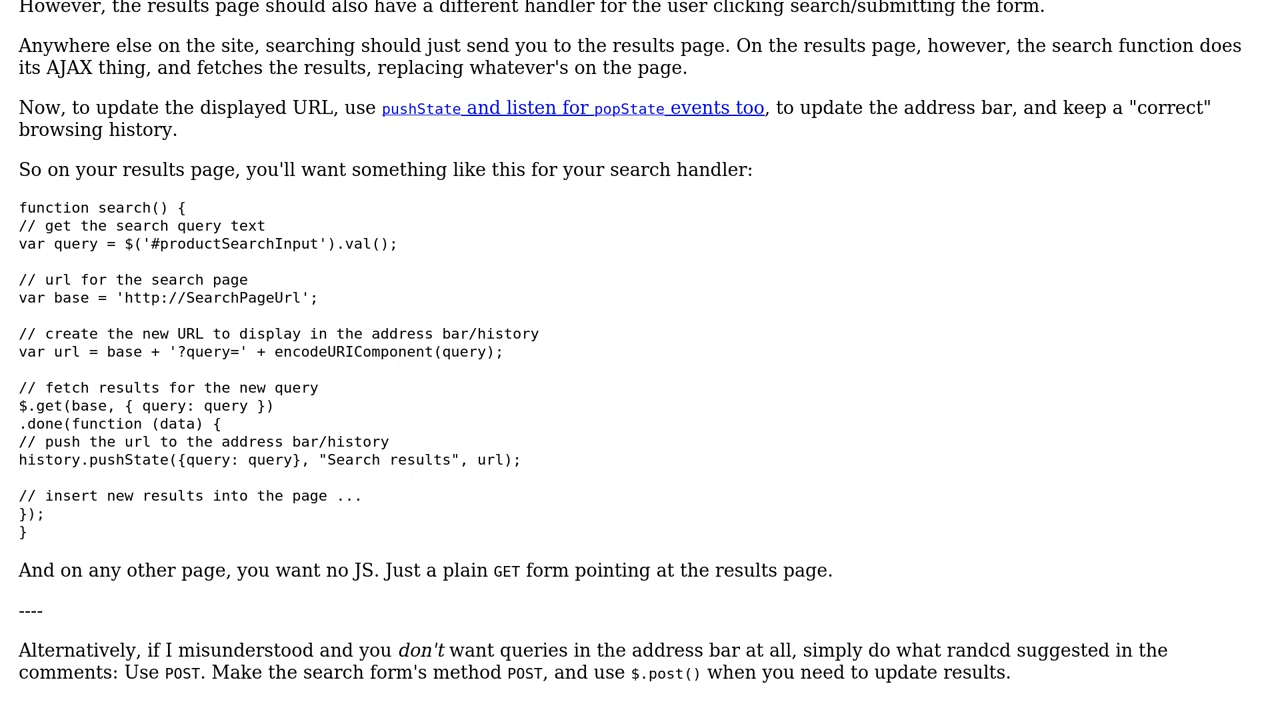 However, the results page should also have a different handler for the user clicking search/submitting the form.
Anywhere else on the site, searching should just send you to the results page. On the results page, however, the search function does
its AJAX thing, and fetches the results, replacing whatever's on the page.
Now, to update the displayed URL, use pushState and listen for popState events too, to update the address bar, and keep a "correct"
browsing history.
So on your results page, you'll want something like this for your search handler:
function search() {
// get the search query text
var query = $('#productSearchInput').val();
// url for the search page
var base = 'http://SearchPageUrl';
// create the new URL to display in the address bar/history
var url = base + '?query=' + encodeURIComponent(query);
// fetch results for the new query
$.get(base, { query: query })
.done(function (data) {
// push the url to the address bar/history
history.pushState({query: query}, "Search results", url);
// insert new results into the page ...
});
}
And on any other page, you want no JS. Just a plain GET form pointing at the results page.
----
Alternatively, if I misunderstood and you don't want queries in the address bar at all, simply do what randcd suggested in the
comments: Use POST. Make the search form's method POST, and use $.post() when you need to update results.